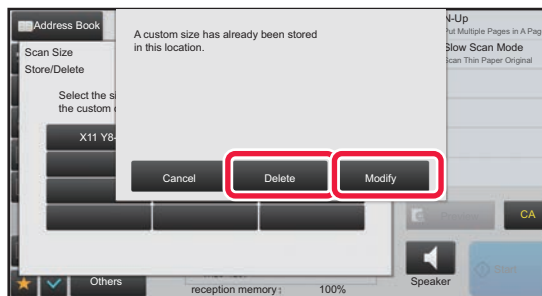 Address Book
Scan Size
Store/Delete
Select the si
the custom
X11 Y8-
A custom size has already been stored
in this location.
Cancel
Delete
Modify
N-Up
Put Multiple Pages in A Pag
Slow Scan Mode
Scan Thin Paper Original
CA
Start
Speaker
Others
reception memory:
100%